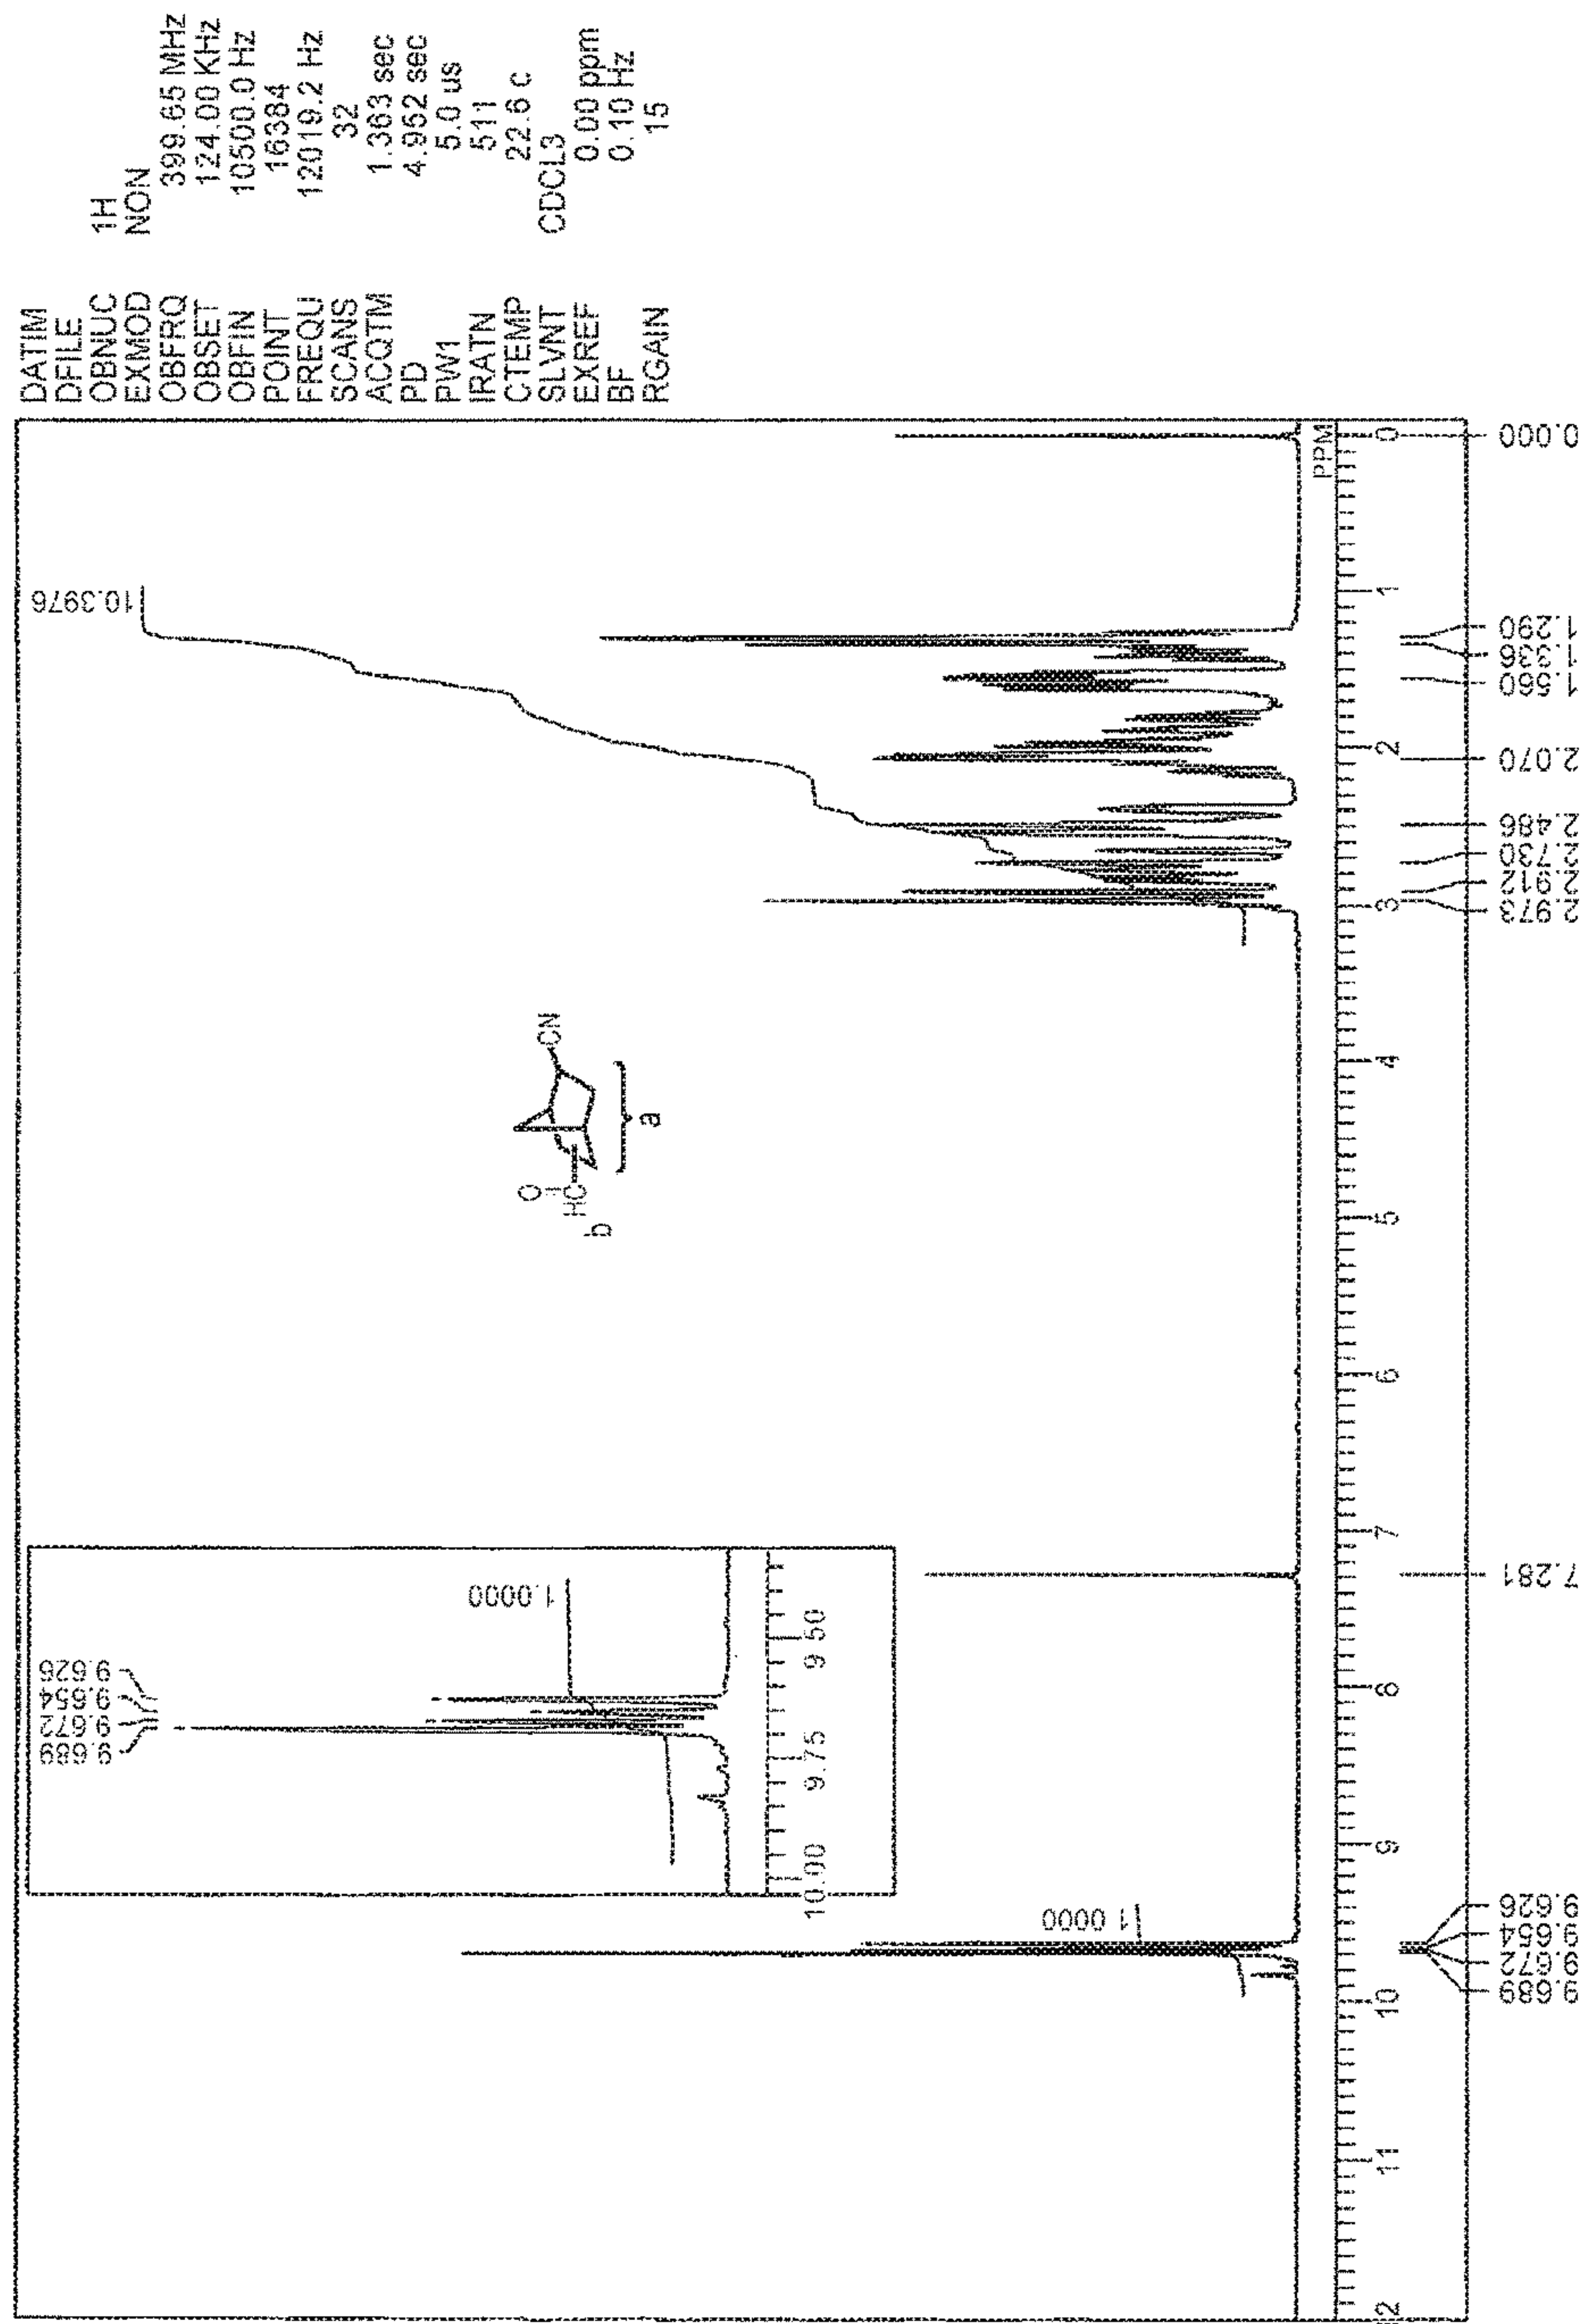 DATIM
DFILE
OBNUC 1H
EXMOD NON
OBFRQ 399.65 MHz
OBSET 124.00 KHz
OBFIN 10500.0 Hz
POINT 16384
FREQU 12019.2 Hz
SCANS 32
ACQTM 1.363 sec
PD 4.952 sec
PW1 5.0 us
IRATN 511
CTEMP 22.6 c
SLVNT CDCL3
EXREF 0.00 ppm
BF 0.10 Hz
RGAIN 15
9.626
9.654
9.672
9.689
1.0000
10.00 9.75 9.50
10.3976
O
HC
b
CN
a
1.0000
PPM
2 11 10 9 8 7 6 5 4 3 2 1 0
9.689
9.672
9.654
9.626
7.281
2.973
2.912
2.730
2.486
2.070
1.560
1.336
1.290
0.000